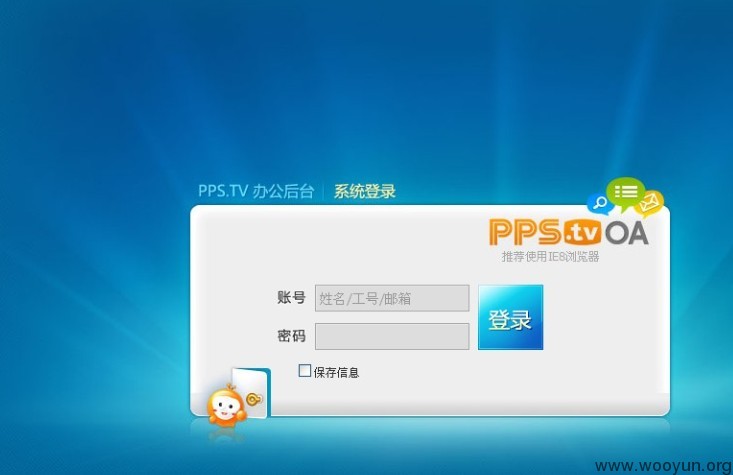 PPS.TV 办公后台 系统登录
PPS.tv OA
推荐使用IE8浏览器
账号 姓名/工号/邮箱
密码
登录
保存信息
www.wooyun.org